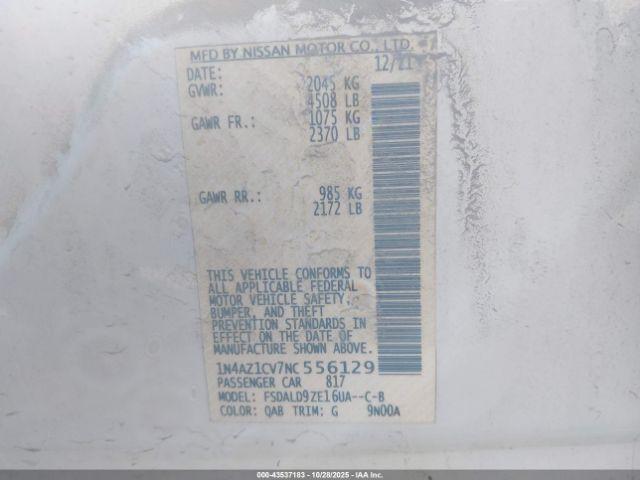 MFD BY NISSAN MOTOR CO., LTD.
DATE: 12/21
GVWR: 2045 KG
4508 LB
GAWR FR.: 1075 KG
2370 LB
GAWR RR.: 985 KG
2172 LB
THIS VEHICLE CONFORMS TO
ALL APPLICABLE FEDERAL
MOTOR VEHICLE SAFETY,
BUMPER, AND THEFT
PREVENTION STANDARDS IN
EFFECT ON THE DATE OF
MANUFACTURE SHOWN ABOVE.
1N4AZ1CV7NC556129
PASSENGER CAR 817
MODEL: FSDALD9ZE16UA--C-B
COLOR: QAB TRIM: G 9N00A
000-43537183 | 10/28/2025 | IAAI.com